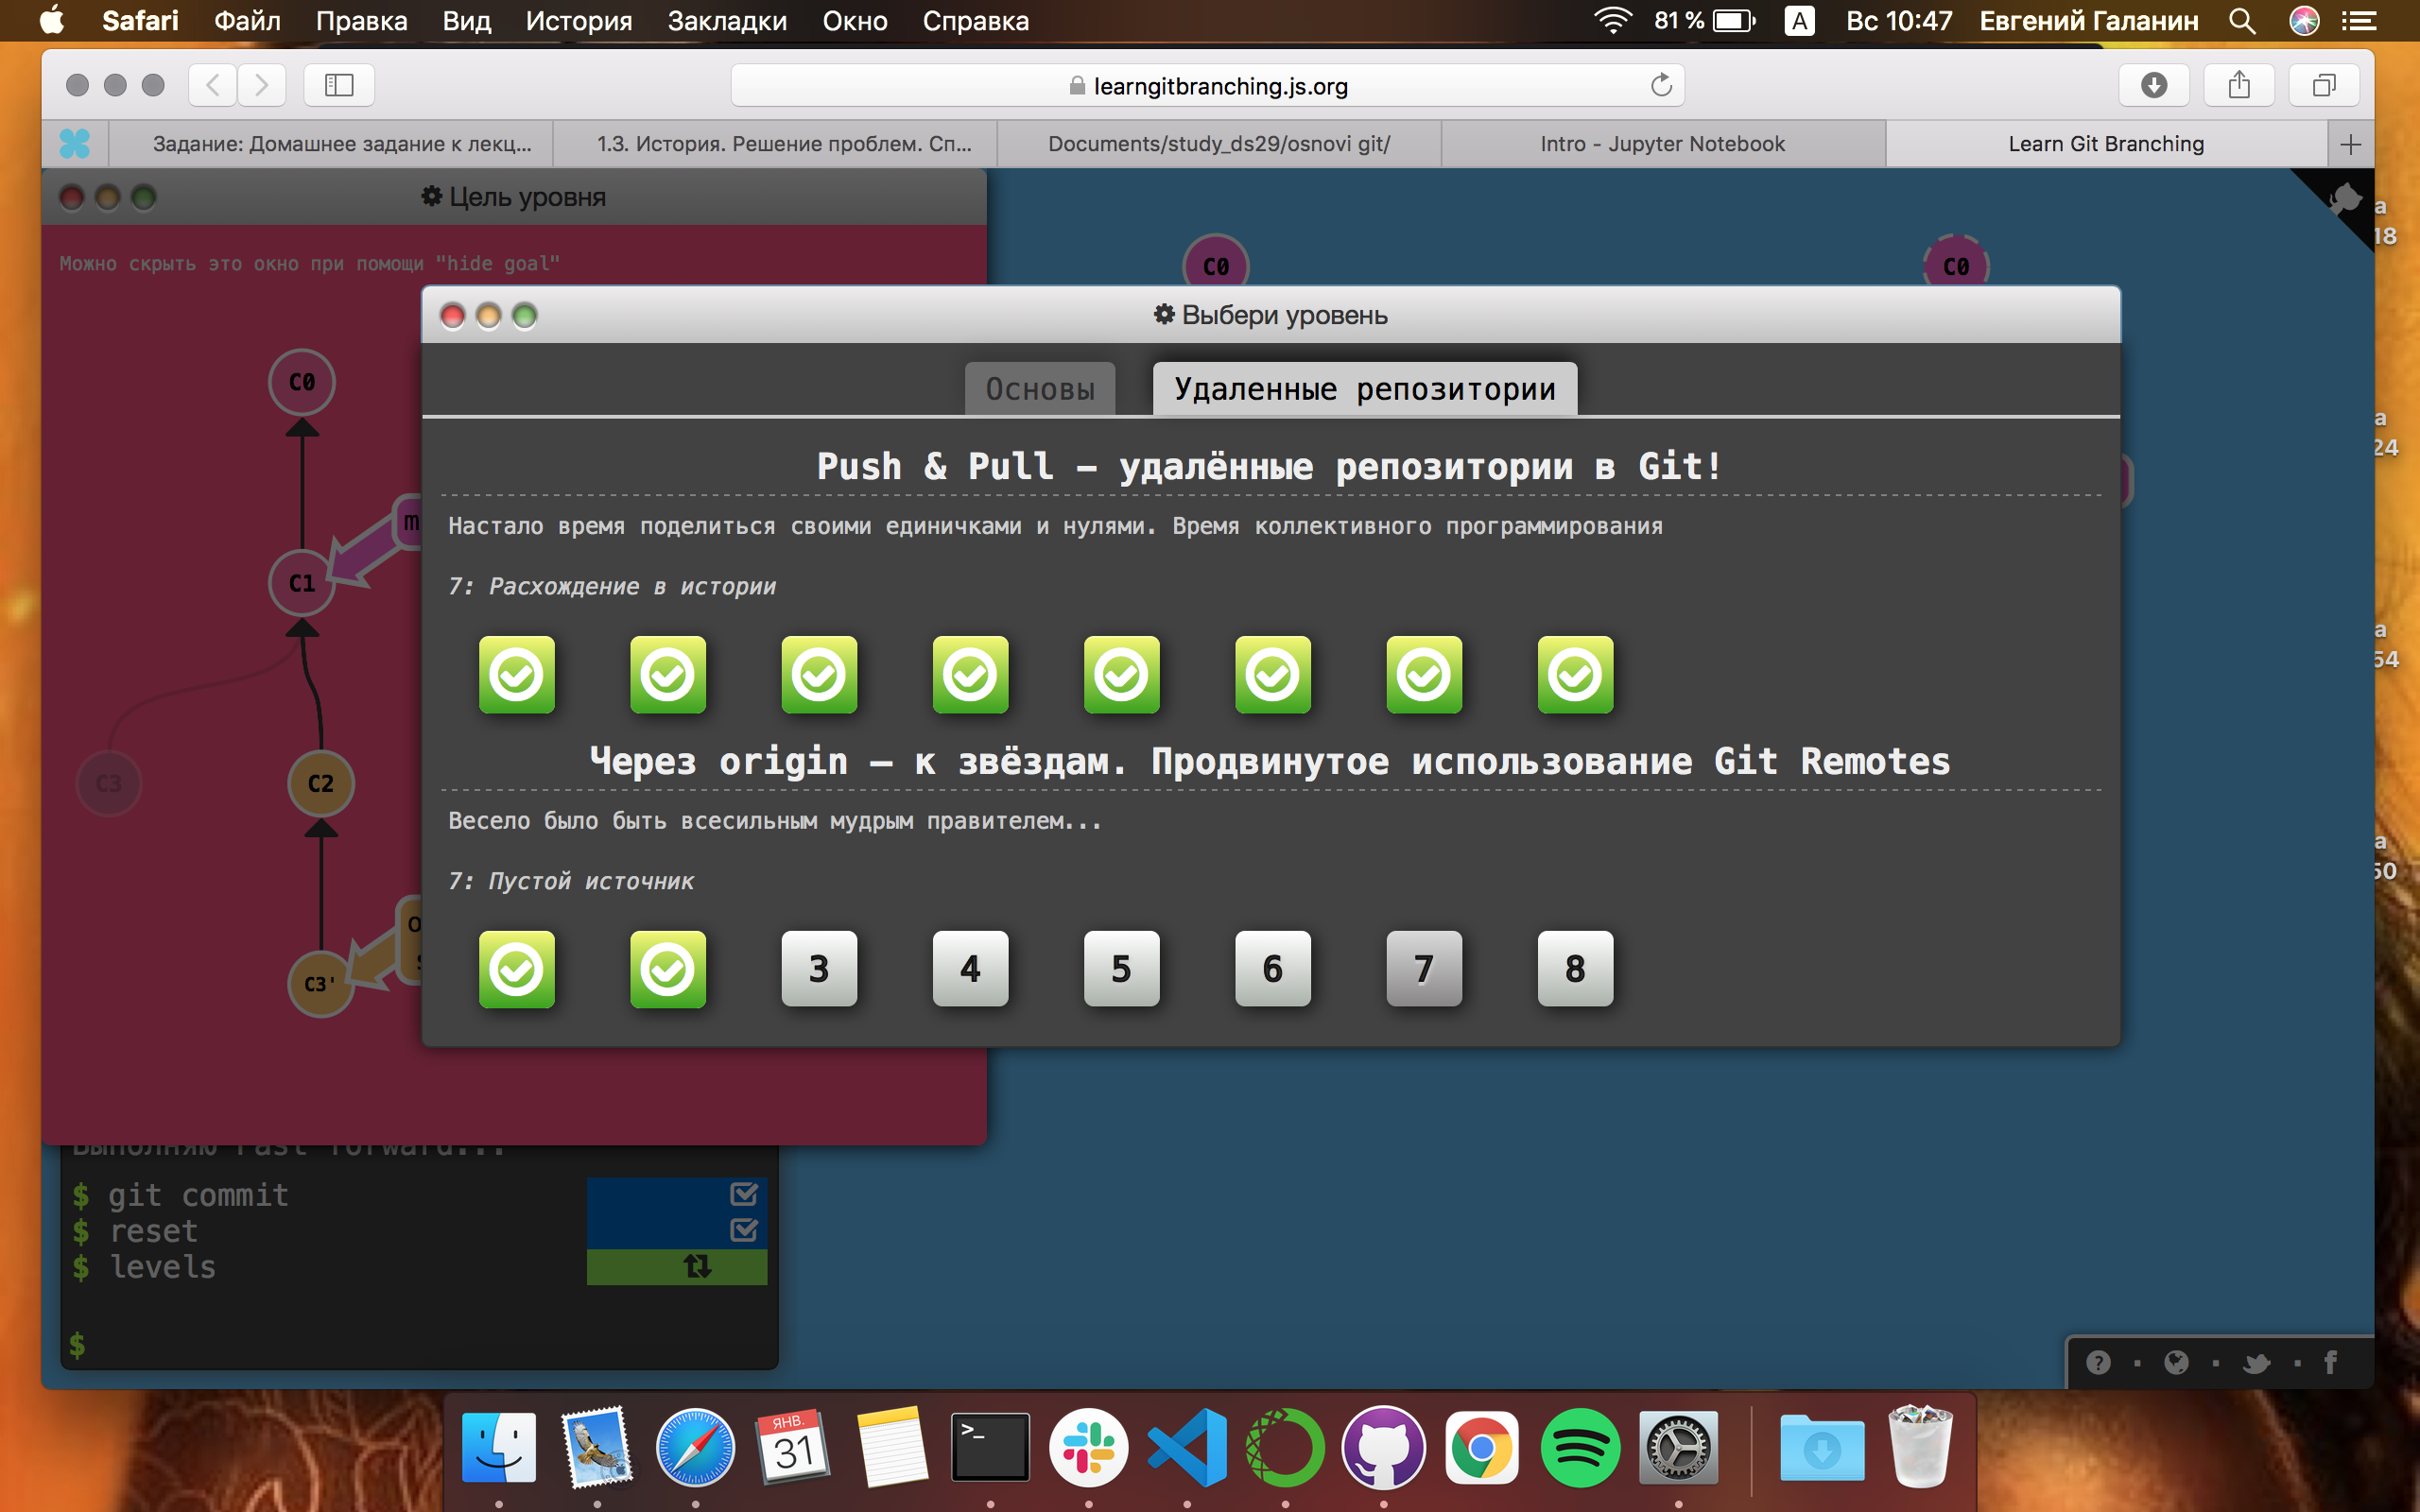 Safari Файл Правка Вид История Закладки Окно Справка 81 % A Вс 10:47 Евгений Галанин
learngitbranching.js.org
Задание: Домашнее задание к лекц... 1.3. История. Решение проблем. Сп... Documents/study_ds29/osnovi git/ Intro - Jupyter Notebook Learn Git Branching
Цель уровня
Можно скрыть это окно при помощи "hide goal"
C0 C0
Выбери уровень
C0
Основы Удаленные репозитории
Push & Pull – удалённые репозитории в Git!
Настало время поделиться своими единичками и нулями. Время коллективного программирования
C1
7: Расхождение в истории
C3 C2
Через origin – к звёздам. Продвинутое использование Git Remotes
Весело было быть всесильным мудрым правителем...
7: Пустой источник
C3'
3 4 5 6 7 8
Выполняю Fast forward...
$ git commit
$ reset
$ levels
$
ЯНВ.
31